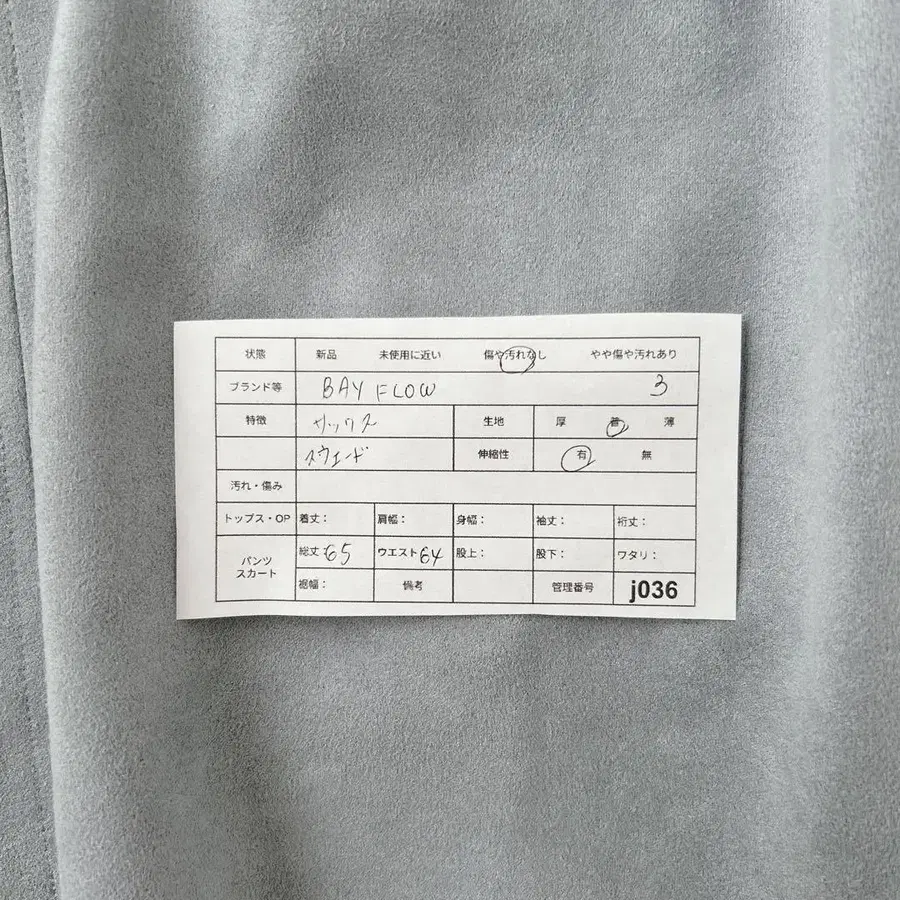 状態 新品 未使用に近い 傷や汚れなし やや傷や汚れあり
ブランド等 BAY FLOW 3
特徴 サックス 生地 厚 普 薄
スウェード 伸縮性 有 無
汚れ・傷み
トップス・OP 着丈： 肩幅： 身幅： 袖丈： 裄丈：
パンツ スカート 総丈：65 ウエスト64 股上： 股下： ワタリ：
裾幅： 備考 管理番号 j036